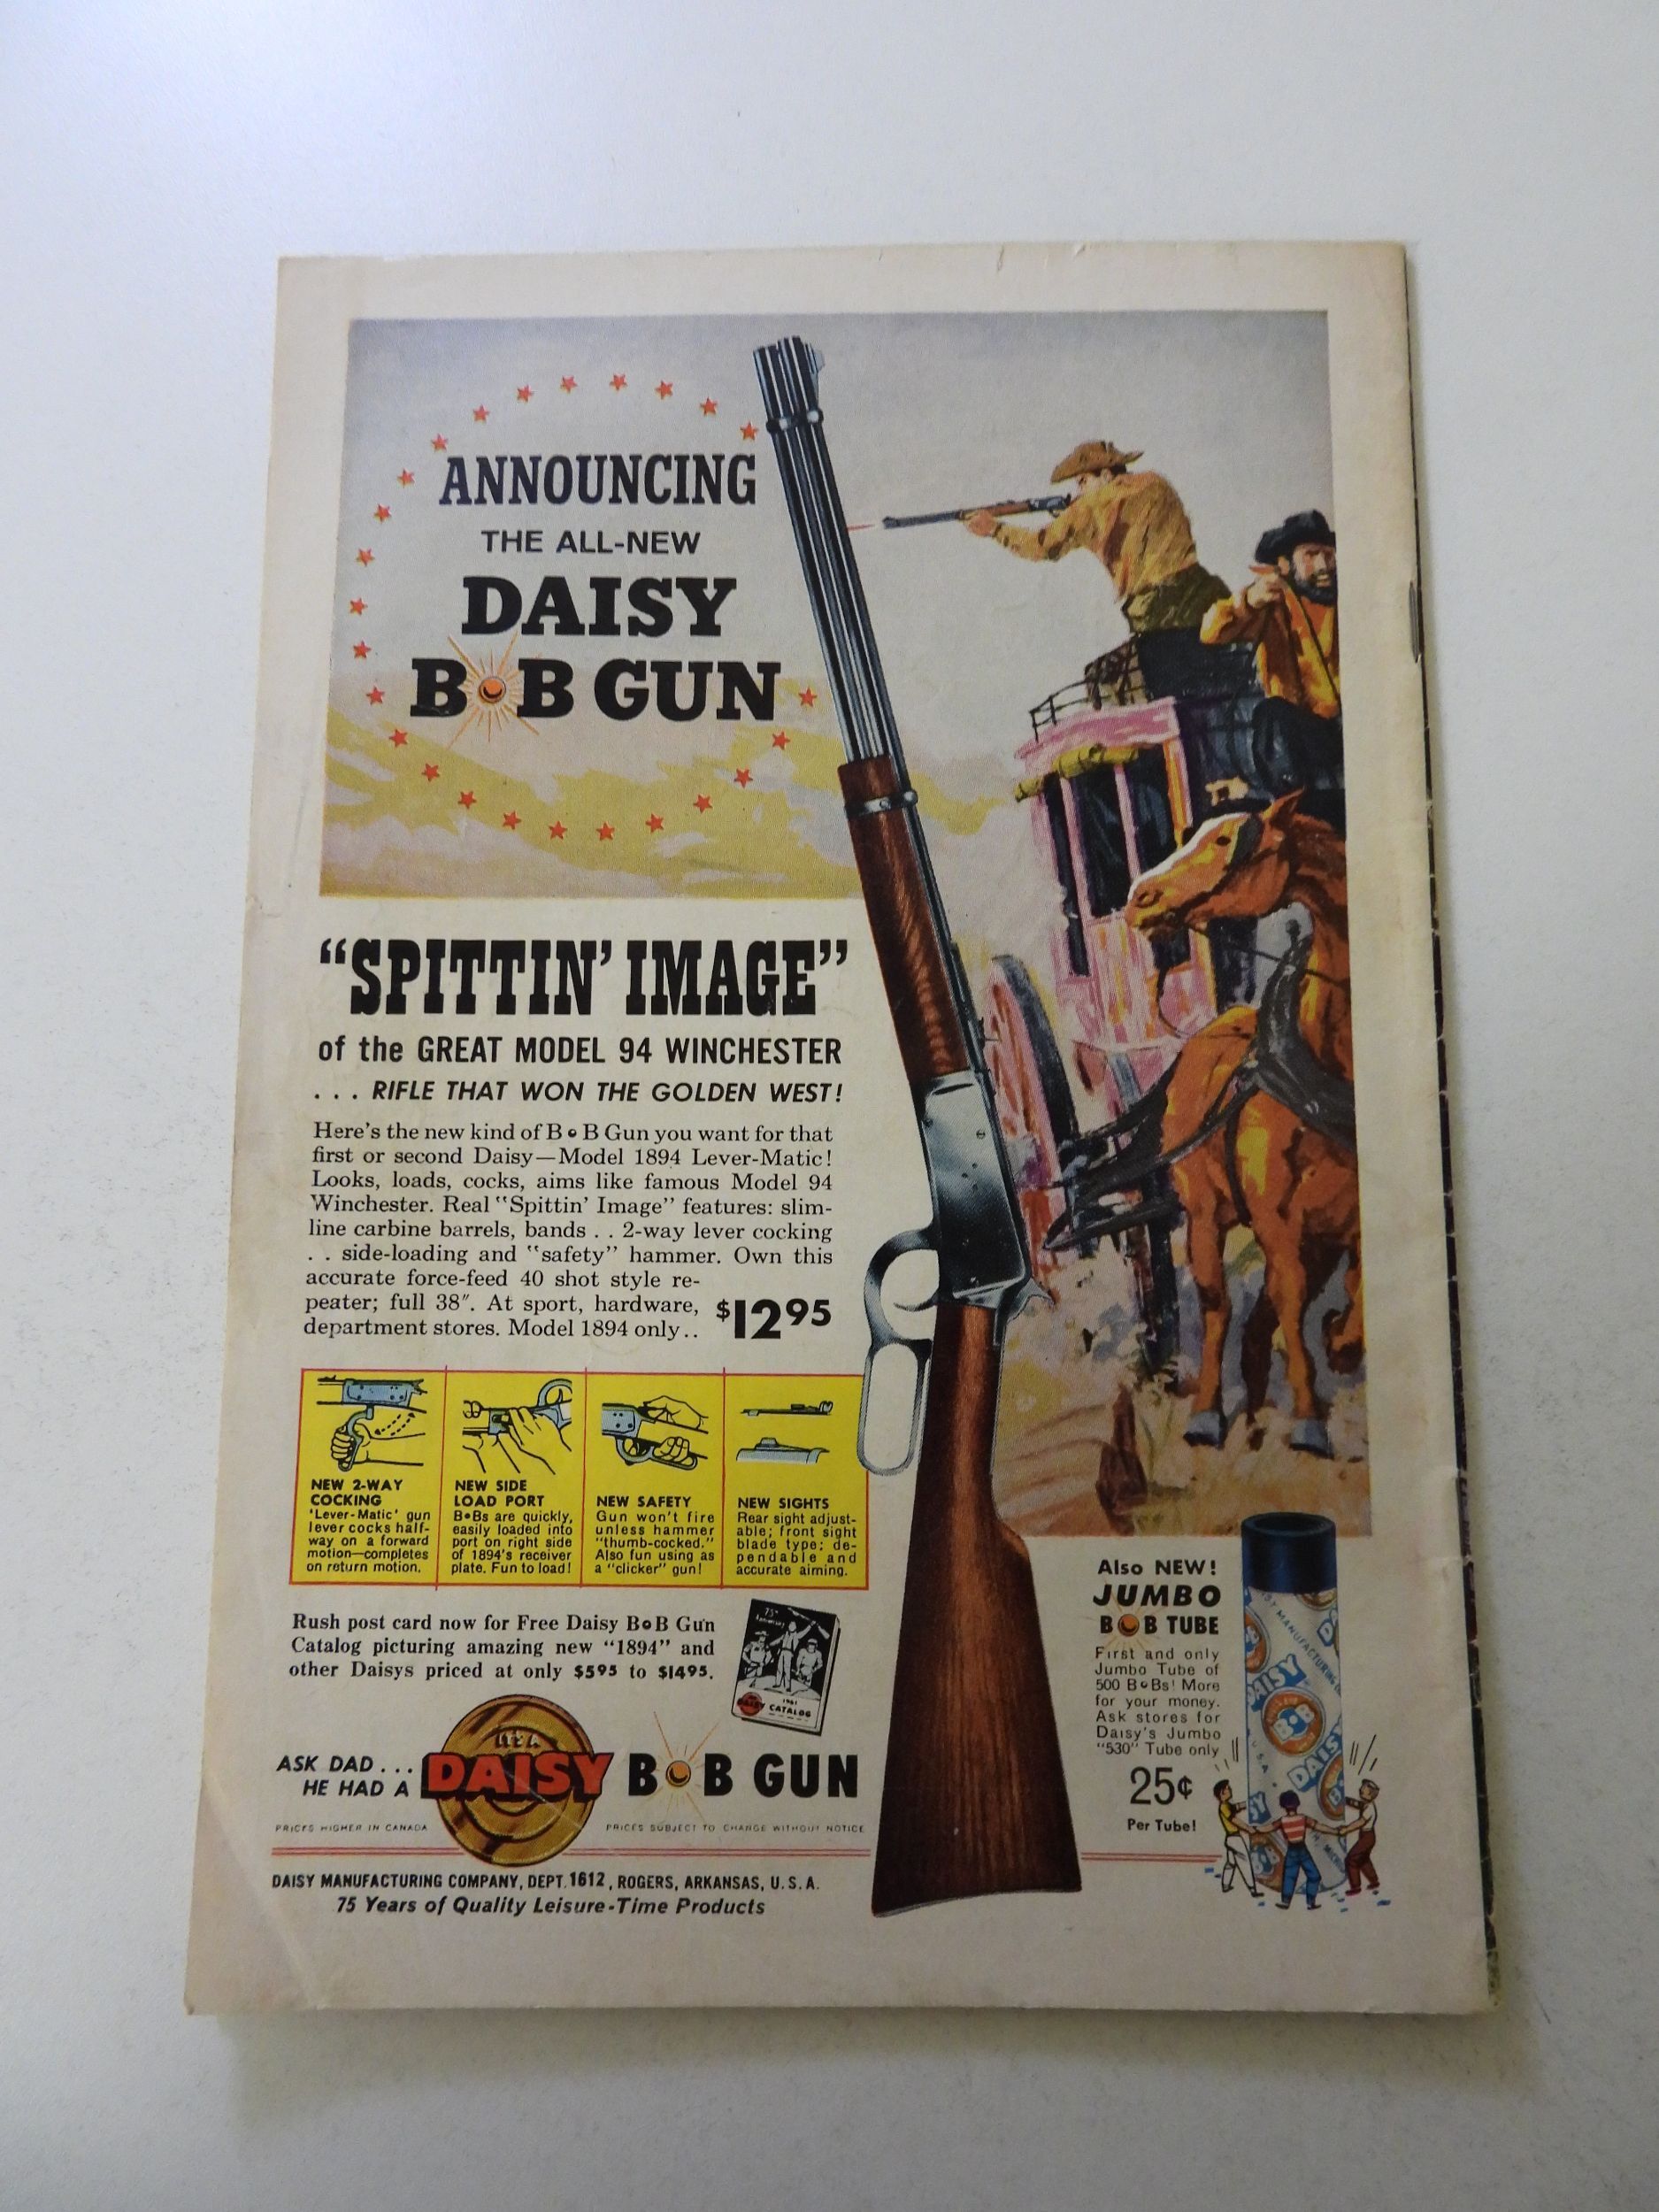 ANNOUNCING
THE ALL-NEW
DAISY
B•B GUN
“SPITTIN’ IMAGE”
of the GREAT MODEL 94 WINCHESTER
. . . RIFLE THAT WON THE GOLDEN WEST!
Here’s the new kind of B•B Gun you want for that
first or second Daisy—Model 1894 Lever-Matic!
Looks, loads, cocks, aims like famous Model 94
Winchester. Real “Spittin’ Image” features: slim-
line carbine barrels, bands . . 2-way lever cocking
. . side-loading and “safety” hammer. Own this
accurate force-feed 40 shot style re-
peater; full 38″. At sport, hardware,
department stores. Model 1894 only. .
$1295
NEW 2-WAY
COCKING
‘Lever-Matic’ gun
lever cocks half-
way on a forward
motion—completes
on return motion.
NEW SIDE
LOAD PORT
B•Bs are quickly,
easily loaded into
port on right side
of 1894’s receiver
plate. Fun to load!
NEW SAFETY
Gun won’t fire
unless hammer
“thumb-cocked.”
Also fun using as
a “clicker” gun!
NEW SIGHTS
Rear sight adjust-
able; front sight
blade type; de-
pendable and
accurate aiming.
Rush post card now for Free Daisy B•B Gun
Catalog picturing amazing new “1894” and
other Daisys priced at only $595 to $1495.
75th
1961
DAISY CATALOG
ASK DAD . . .
HE HAD A
IT'S A
DAISY B•B GUN
PRICES HIGHER IN CANADA
PRICES SUBJECT TO CHANGE WITHOUT NOTICE
DAISY MANUFACTURING COMPANY, DEPT. 1612, ROGERS, ARKANSAS, U. S. A.
75 Years of Quality Leisure-Time Products
Also NEW!
JUMBO
B•B TUBE
First and only
Jumbo Tube of
500 B•Bs! More
for your money.
Ask stores for
Daisy’s Jumbo
“530” Tube only
25¢
Per Tube!
MANUFACTURING
DAISY
B•B
DAISY
U.S.A.